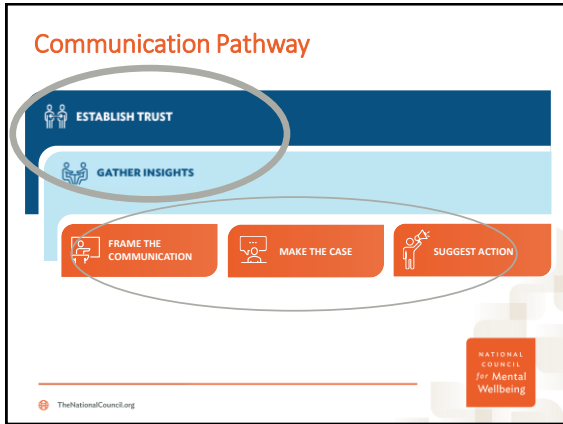 Communication Pathway
ESTABLISH TRUST
GATHER INSIGHTS
FRAME THE
COMMUNICATION
MAKE THE CASE
SUGGEST ACTION
NATIONAL
COUNCIL
for Mental
Wellbeing
TheNationalCouncil.org